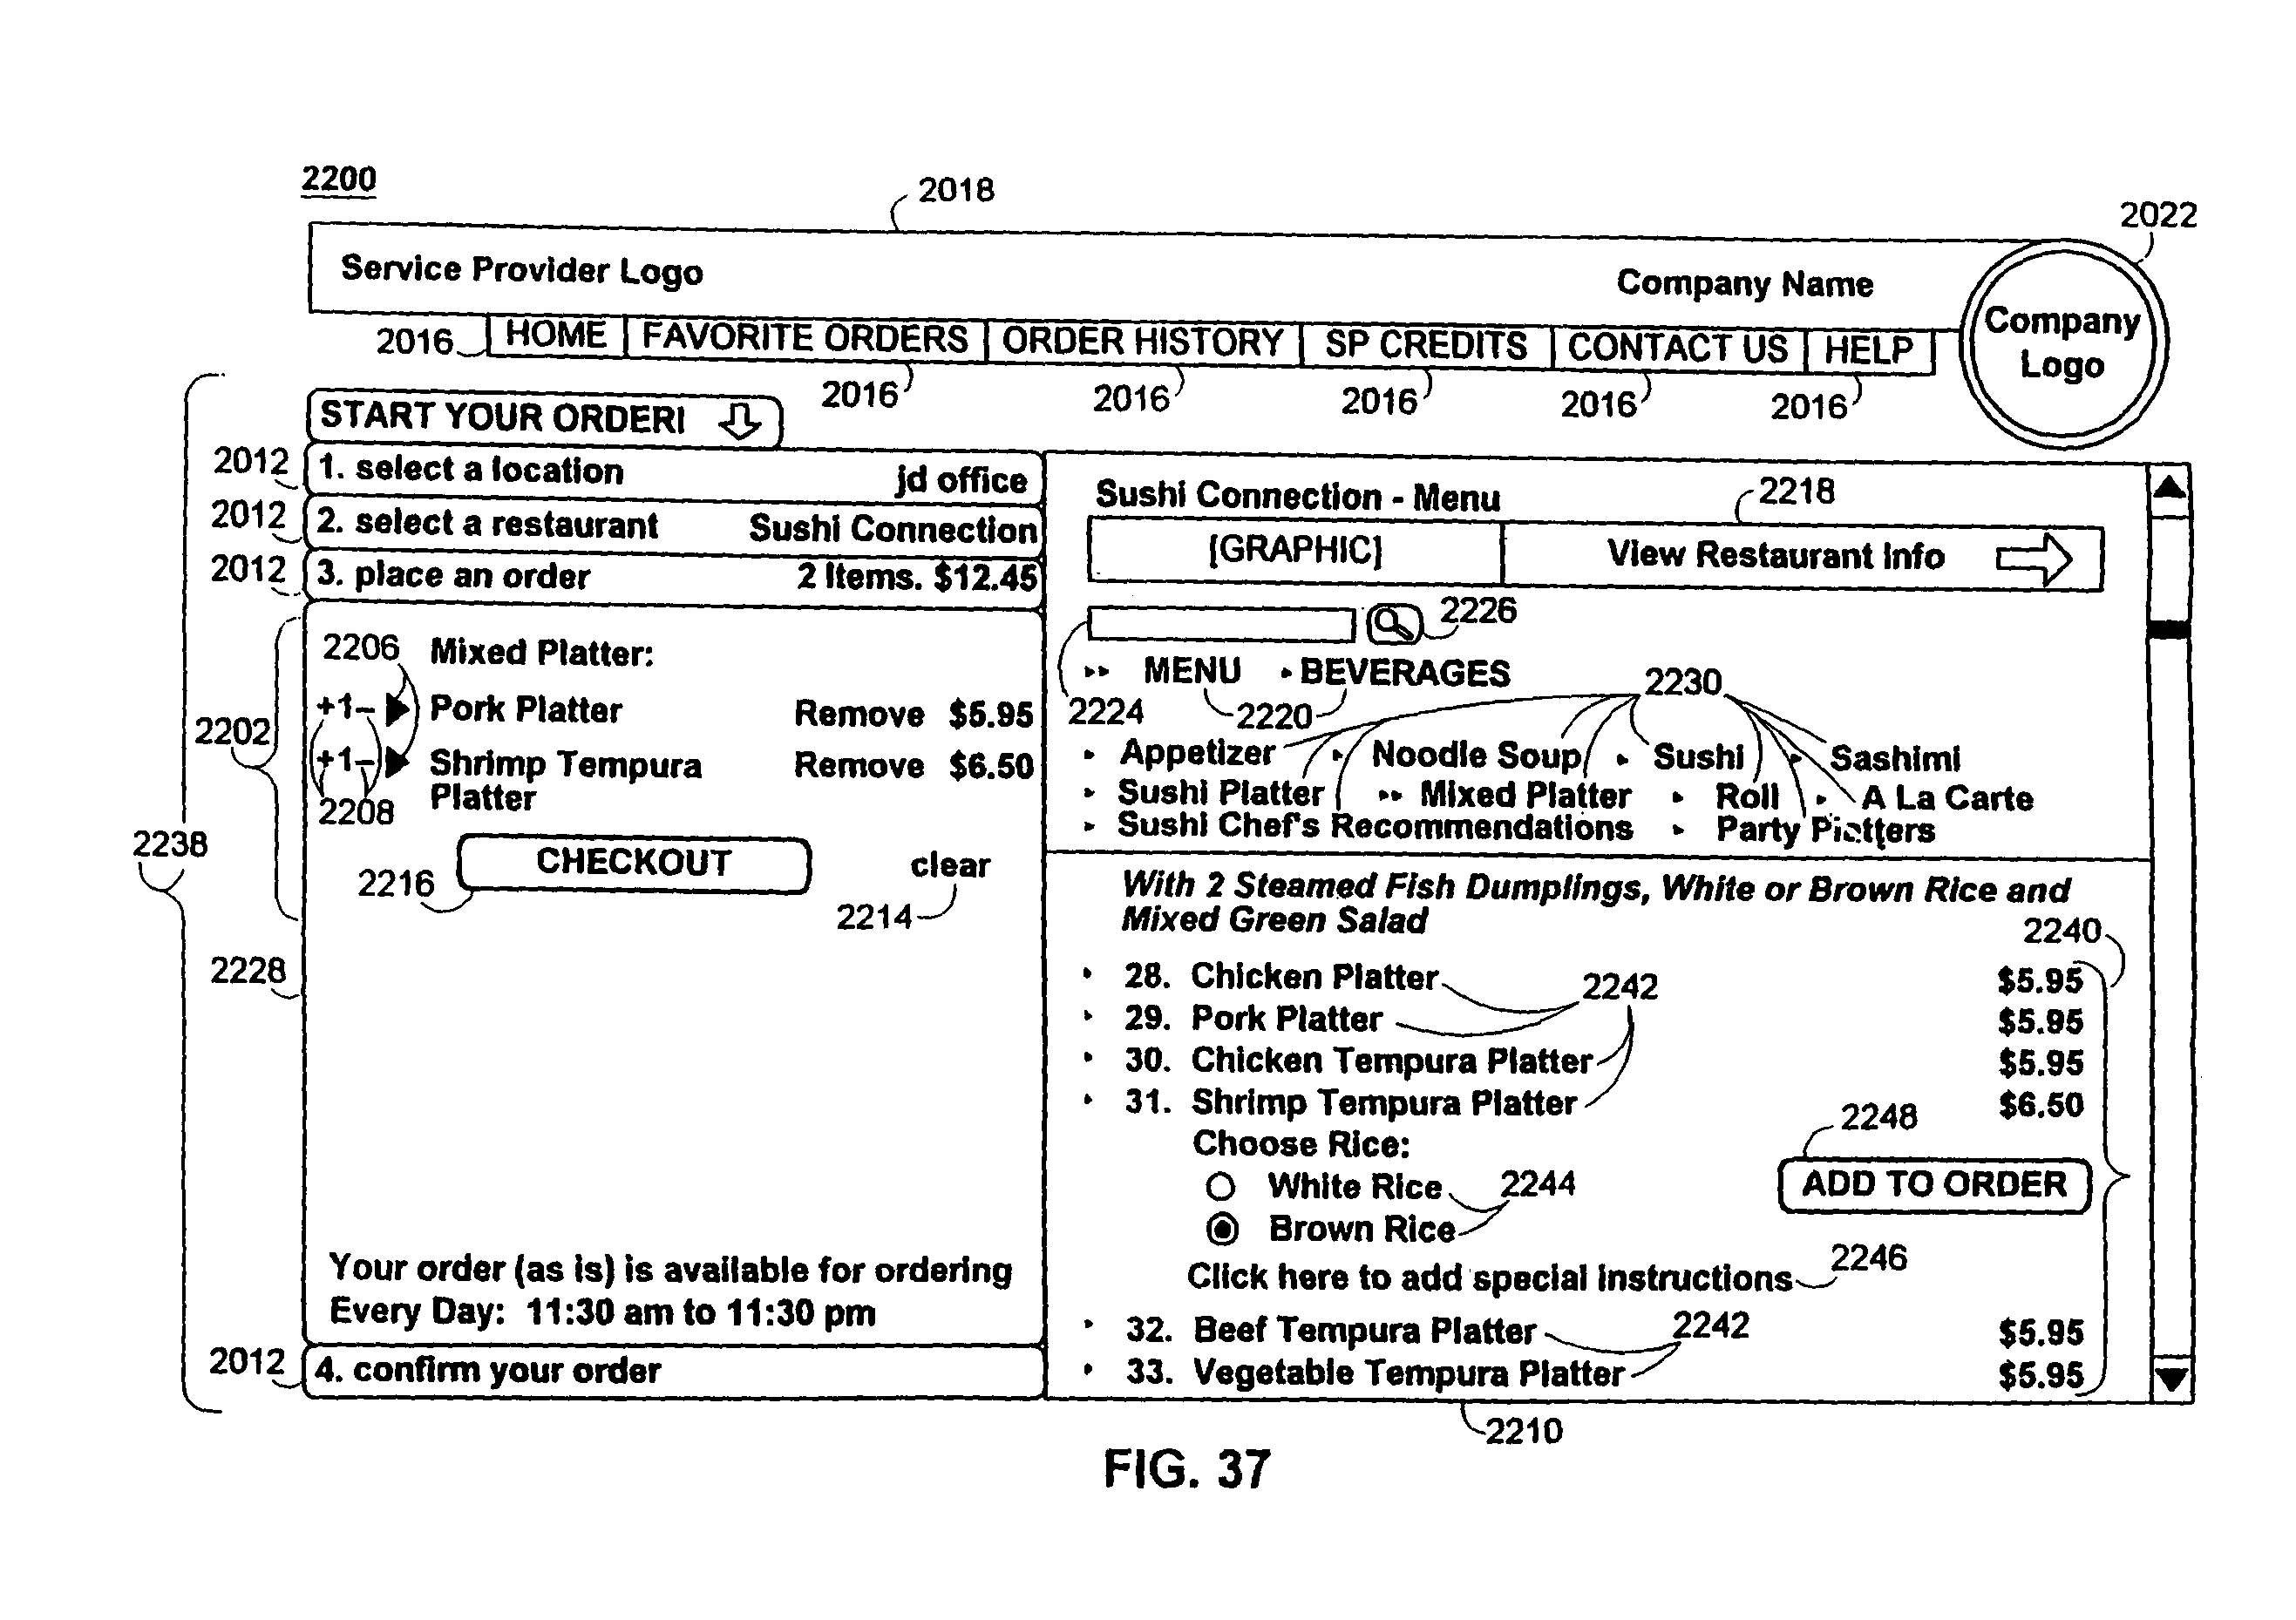 2200
2018
2022
Service Provider Logo
Company Name
Company Logo
2016 HOME FAVORITE ORDERS ORDER HISTORY SP CREDITS CONTACT US HELP
2016 2016 2016 2016 2016
START YOUR ORDER!
2012 1. select a location jd office
2012 2. select a restaurant Sushi Connection
2012 3. place an order 2 Items. $12.45
2206 Mixed Platter:
+1- Pork Platter Remove $5.95
2202
+1- Shrimp Tempura Platter Remove $6.50
2208
2238
CHECKOUT clear
2216
2214
2228
Your order (as is) is available for ordering
Every Day: 11:30 am to 11:30 pm
2012 4. confirm your order
Sushi Connection - Menu
2218
[GRAPHIC] View Restaurant Info
2226
MENU BEVERAGES
2230
2224 2220
Appetizer Noodle Soup Sushi Sashimi
Sushi Platter Mixed Platter Roll A La Carte
Sushi Chef's Recommendations Party Platters
With 2 Steamed Fish Dumplings, White or Brown Rice and
Mixed Green Salad
2240
28. Chicken Platter $5.95
2242
29. Pork Platter $5.95
30. Chicken Tempura Platter $5.95
31. Shrimp Tempura Platter $6.50
2248
Choose Rice:
White Rice 2244 ADD TO ORDER
Brown Rice
2246
Click here to add special instructions
32. Beef Tempura Platter 2242 $5.95
33. Vegetable Tempura Platter $5.95
2210
FIG. 37